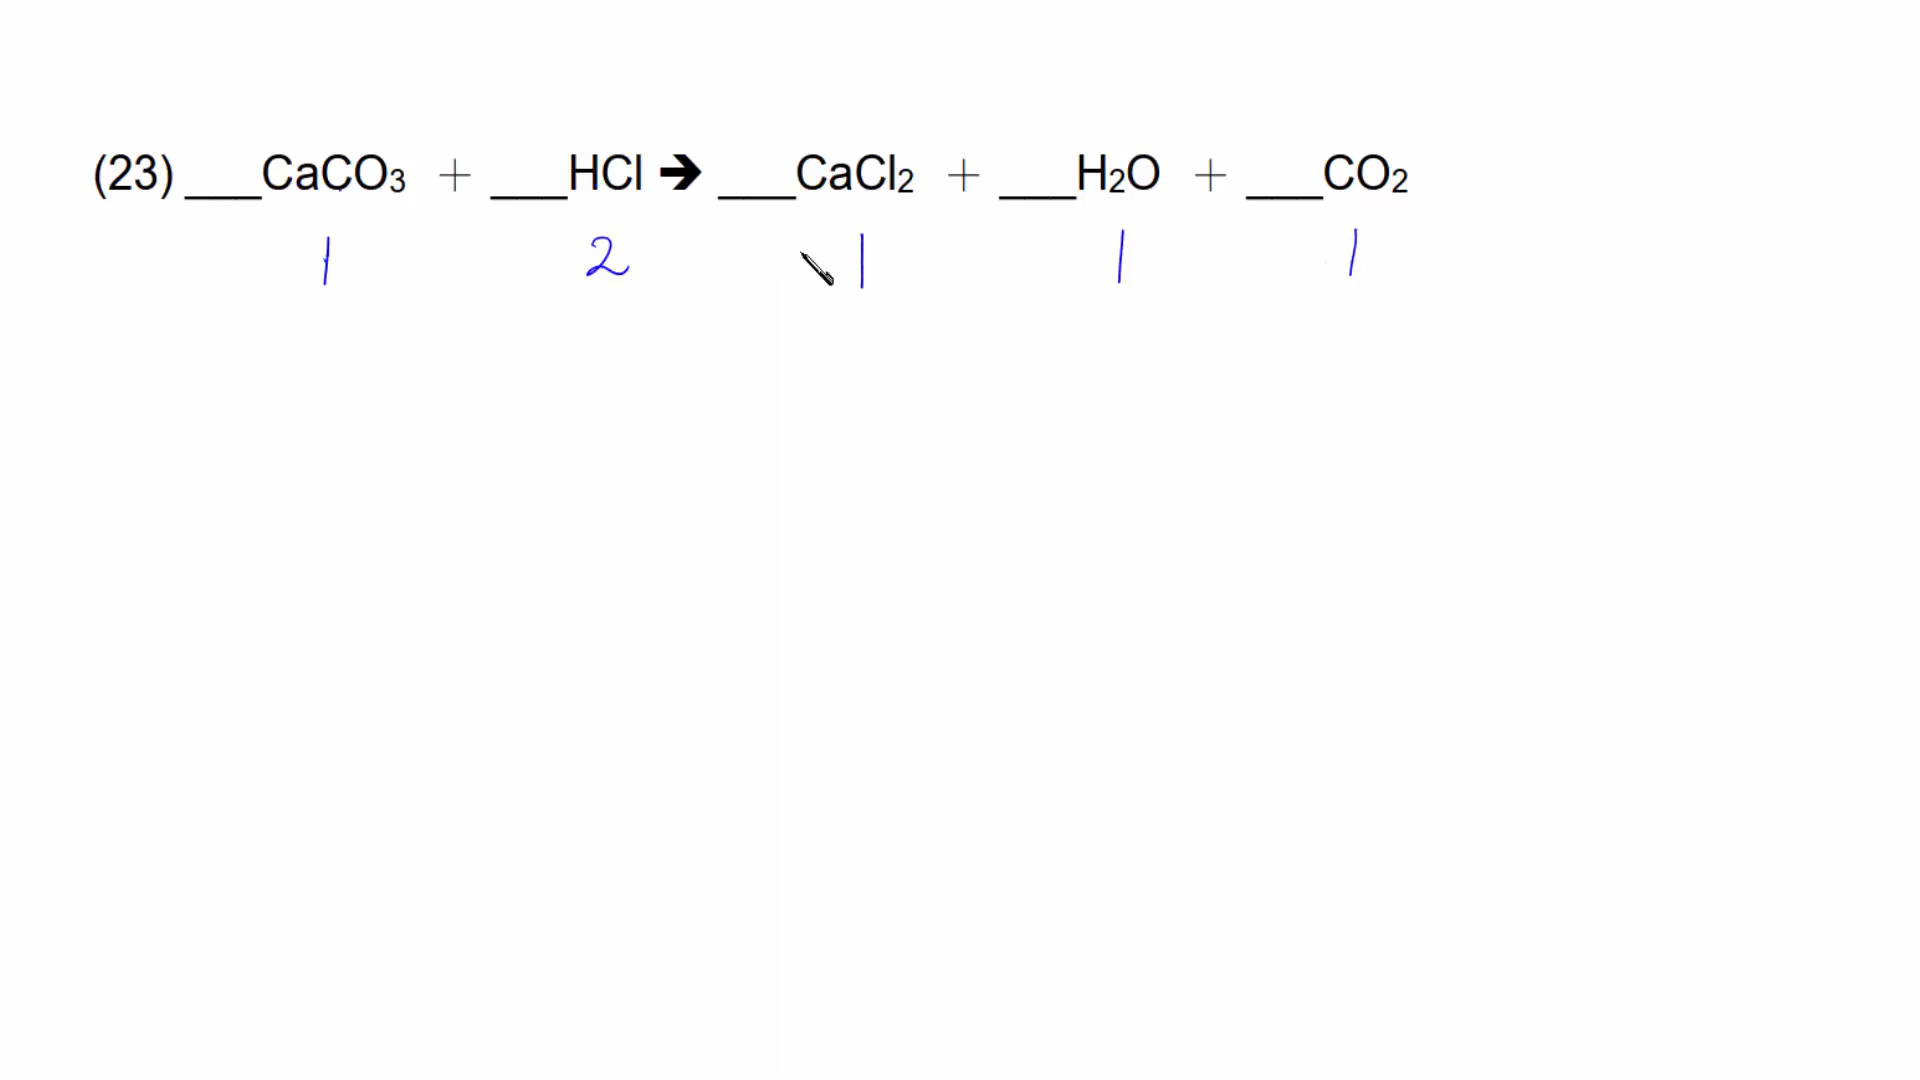 (23) ___CaCO₃ + ___HCl ➔ ___CaCl₂ + ___H₂O + ___CO₂
1 2 1 1 1